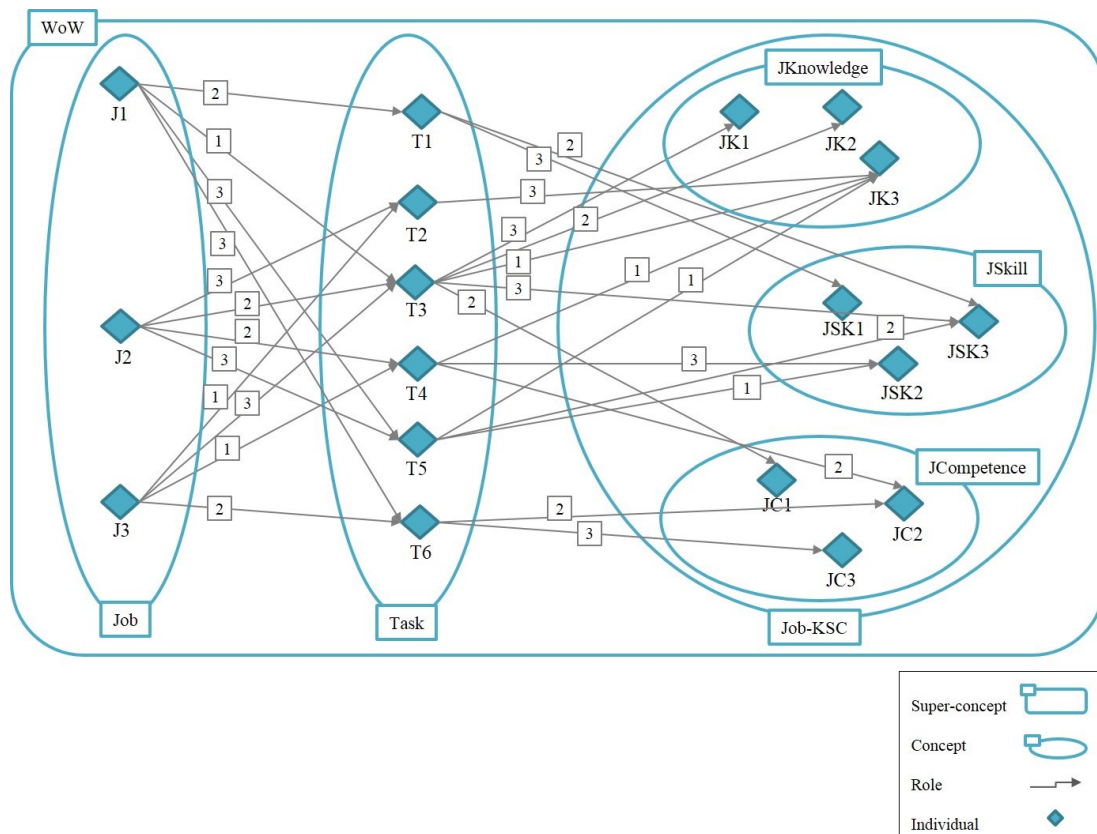 WoW
J1
J2
J3
Job
2
1
3
3
3
2
2
3
1
3
1
2
T1
T2
T3
T4
T5
T6
Task
2
3
3
3
2
1
3
2
1
1
3
2
1
2
2
3
JKnowledge
JK1
JK2
JK3
JSkill
JSK1
JSK3
JSK2
JCompetence
JC1
JC2
JC3
Job-KSC
Super-concept
Concept
Role
Individual